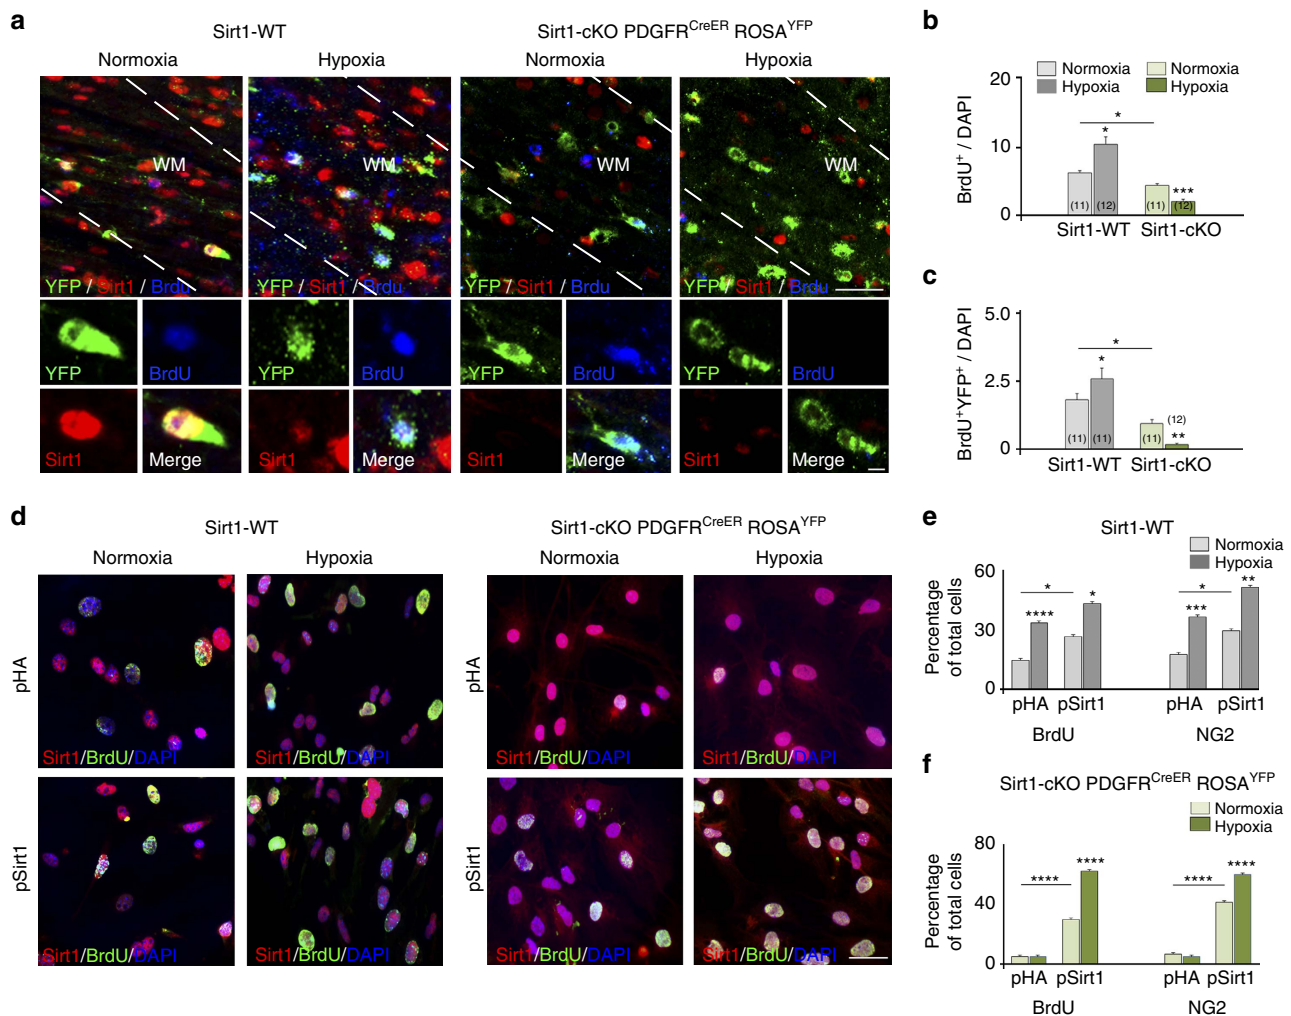 a
Sirt1-WT
Sirt1-cKO PDGFR^CreER ROSA^YFP
Normoxia
Hypoxia
Normoxia
Hypoxia
WM
WM
WM
WM
YFP / Sirt1 / Brdu
YFP / Sirt1 / Brdu
YFP / Sirt1 / Brdu
YFP / Sirt1 / Brdu
YFP
BrdU
YFP
BrdU
YFP
BrdU
YFP
BrdU
Sirt1
Merge
Sirt1
Merge
Sirt1
Merge
Sirt1
Merge
b
Normoxia
Hypoxia
Normoxia
Hypoxia
BrdU⁺ / DAPI
20
10
0
*
*
***
(11)
(12)
(11)
(12)
Sirt1-WT
Sirt1-cKO
c
BrdU⁺YFP⁺ / DAPI
5.0
2.5
0
*
*
**
(11)
(11)
(11)
(12)
Sirt1-WT
Sirt1-cKO
d
Sirt1-WT
Sirt1-cKO PDGFR^CreER ROSA^YFP
Normoxia
Hypoxia
Normoxia
Hypoxia
pHA
pHA
Sirt1/BrdU/DAPI
Sirt1/BrdU/DAPI
Sirt1/BrdU/DAPI
Sirt1/BrdU/DAPI
pSirt1
pSirt1
Sirt1/BrdU/DAPI
Sirt1/BrdU/DAPI
Sirt1/BrdU/DAPI
Sirt1/BrdU/DAPI
e
Sirt1-WT
Normoxia
Hypoxia
Percentage
of total cells
60
30
0
****
*
*
***
*
**
pHA
pSirt1
pHA
pSirt1
BrdU
NG2
f
Sirt1-cKO PDGFR^CreER ROSA^YFP
Normoxia
Hypoxia
Percentage
of total cells
80
40
0
****
****
****
****
pHA
pSirt1
pHA
pSirt1
BrdU
NG2